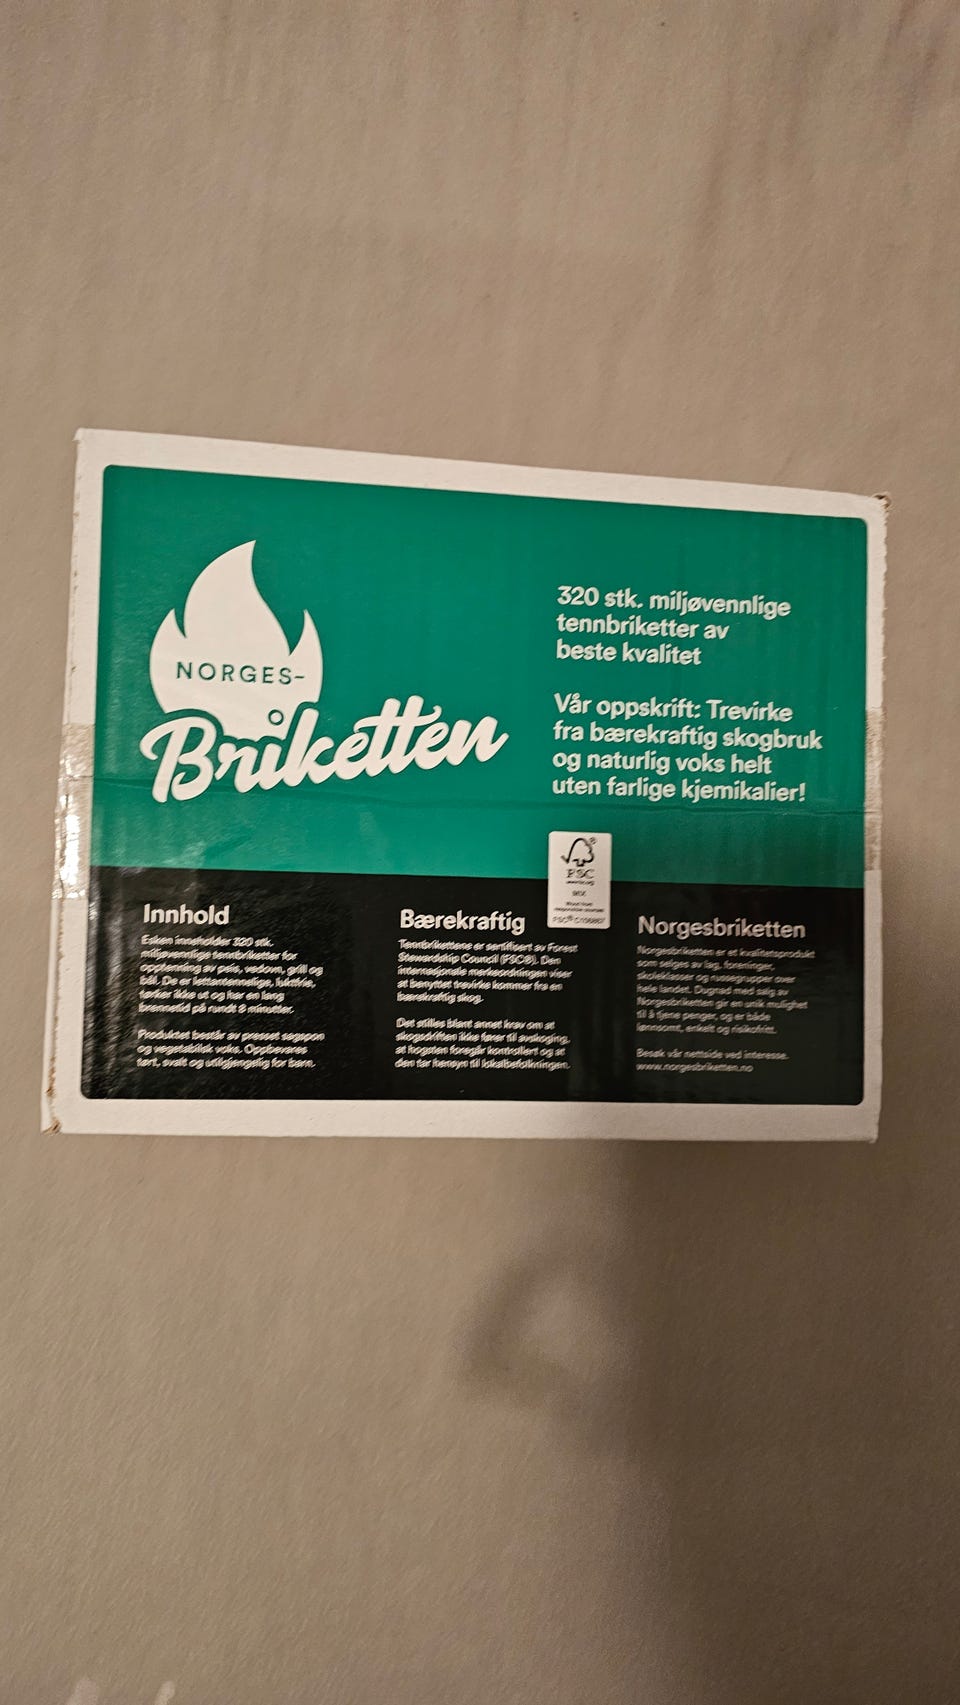 NORGES-
Briketten
320 stk. miljøvennlige
tennbriketter av
beste kvalitet
Vår oppskrift: Trevirke
fra bærekraftig skogbruk
og naturlig voks helt
uten farlige kjemikalier!
FSC
MIX
Innhold
Esken inneholder 320 stk.
miljøvennlige tennbriketter for
opptenning av peis, vedovn, grill og
bål. De er lettantennelige, luktfrie,
tørker ikke ut og har en lang
brennetid på rundt 8 minutter.
Produktet består av presset sagspon
og vegetabilsk voks. Oppbevares
tørt, svalt og utilgjengelig for barn.
Bærekraftig
Tennbrikettene er sertifisert av Forest
Stewardship Council (FSC®). Den
internasjonale merkeordningen viser
at benyttet trevirke kommer fra en
bærekraftig skog.
Det stilles blant annet krav om at
skogsdriften ikke fører til avskoging,
at hogsten foregår kontrollert og at
den tar hensyn til lokalbefolkningen.
Norgesbriketten
Norgesbriketten er et kvalitetsprodukt
som selges av lag, foreninger,
skoleklasser og russegrupper over
hele landet. Dugnad med salg av
Norgesbriketten gir en unik mulighet
til å tjene penger, og er både
lønnsomt, enkelt og risikofritt.
Besøk vår nettside ved interesse.
www.norgesbriketten.no